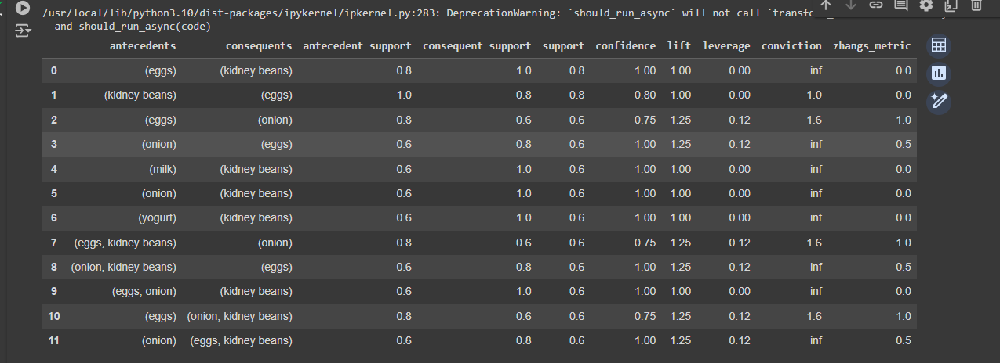 /usr/local/lib/python3.10/dist-packages/ipykernel/ipkernel.py:283: DeprecationWarning: `should_run_async` will not call
and should_run_async(code)
antecedents consequents antecedent support consequent support support confidence lift leverage conviction zhangs_metric
0 (eggs) (kidney beans) 0.8 1.0 0.8 1.00 1.00 0.00 inf 0.0
1 (kidney beans) (eggs) 1.0 0.8 0.8 0.80 1.00 0.00 1.0 0.0
2 (eggs) (onion) 0.8 0.6 0.6 0.75 1.25 0.12 1.6 1.0
3 (onion) (eggs) 0.6 0.8 0.6 1.00 1.25 0.12 inf 0.5
4 (milk) (kidney beans) 0.6 1.0 0.6 1.00 1.00 0.00 inf 0.0
5 (onion) (kidney beans) 0.6 1.0 0.6 1.00 1.00 0.00 inf 0.0
6 (yogurt) (kidney beans) 0.6 1.0 0.6 1.00 1.00 0.00 inf 0.0
7 (eggs, kidney beans) (onion) 0.8 0.6 0.6 0.75 1.25 0.12 1.6 1.0
8 (onion, kidney beans) (eggs) 0.6 0.8 0.6 1.00 1.25 0.12 inf 0.5
9 (eggs, onion) (kidney beans) 0.6 1.0 0.6 1.00 1.00 0.00 inf 0.0
10 (eggs) (onion, kidney beans) 0.8 0.6 0.6 0.75 1.25 0.12 1.6 1.0
11 (onion) (eggs, kidney beans) 0.6 0.8 0.6 1.00 1.25 0.12 inf 0.5